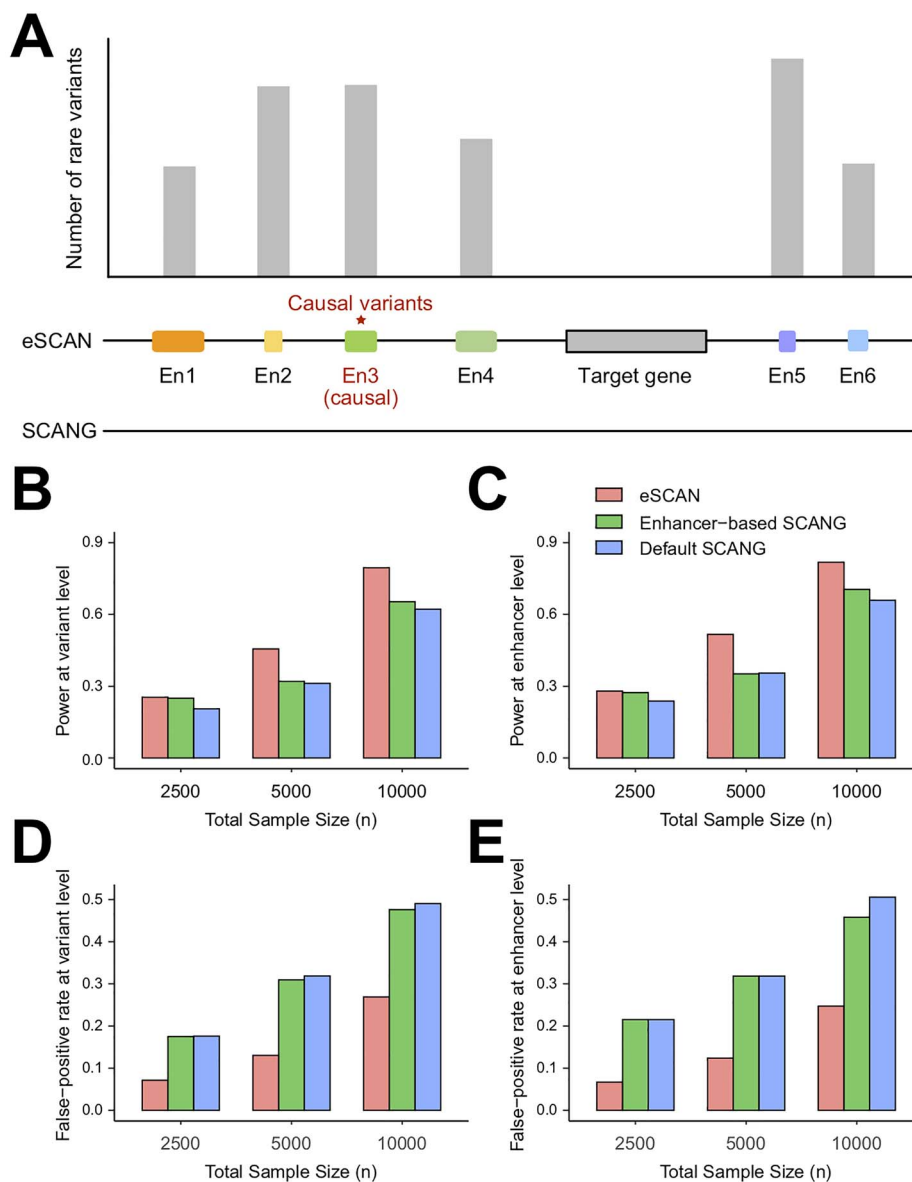 A
Number of rare variants
Causal variants
eSCAN
En1
En2
En3
(causal)
En4
Target gene
En5
En6
SCANG
B
Power at variant level
0.9
0.6
0.3
0.0
2500
5000
10000
Total Sample Size (n)
C
eSCAN
Enhancer−based SCANG
Default SCANG
Power at enhancer level
0.9
0.6
0.3
0.0
2500
5000
10000
Total Sample Size (n)
D
False−positive rate at variant level
0.5
0.4
0.3
0.2
0.1
0.0
2500
5000
10000
Total Sample Size (n)
E
False−positive rate at enhancer level
0.5
0.4
0.3
0.2
0.1
0.0
2500
5000
10000
Total Sample Size (n)